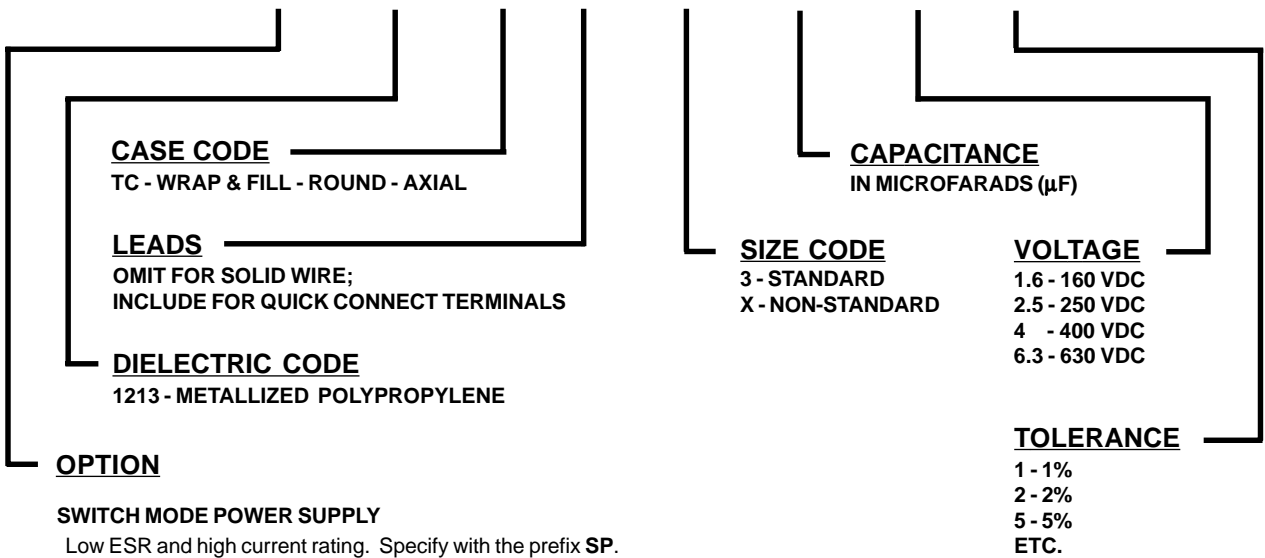 CASE CODE
TC - WRAP & FILL - ROUND - AXIAL
LEADS
OMIT FOR SOLID WIRE;
INCLUDE FOR QUICK CONNECT TERMINALS
DIELECTRIC CODE
1213 - METALLIZED POLYPROPYLENE
OPTION
SWITCH MODE POWER SUPPLY
Low ESR and high current rating. Specify with the prefix SP.
CAPACITANCE
IN MICROFARADS (µF)
SIZE CODE
3 - STANDARD
X - NON-STANDARD
VOLTAGE
1.6 - 160 VDC
2.5 - 250 VDC
4 - 400 VDC
6.3 - 630 VDC
TOLERANCE
1 - 1%
2 - 2%
5 - 5%
ETC.